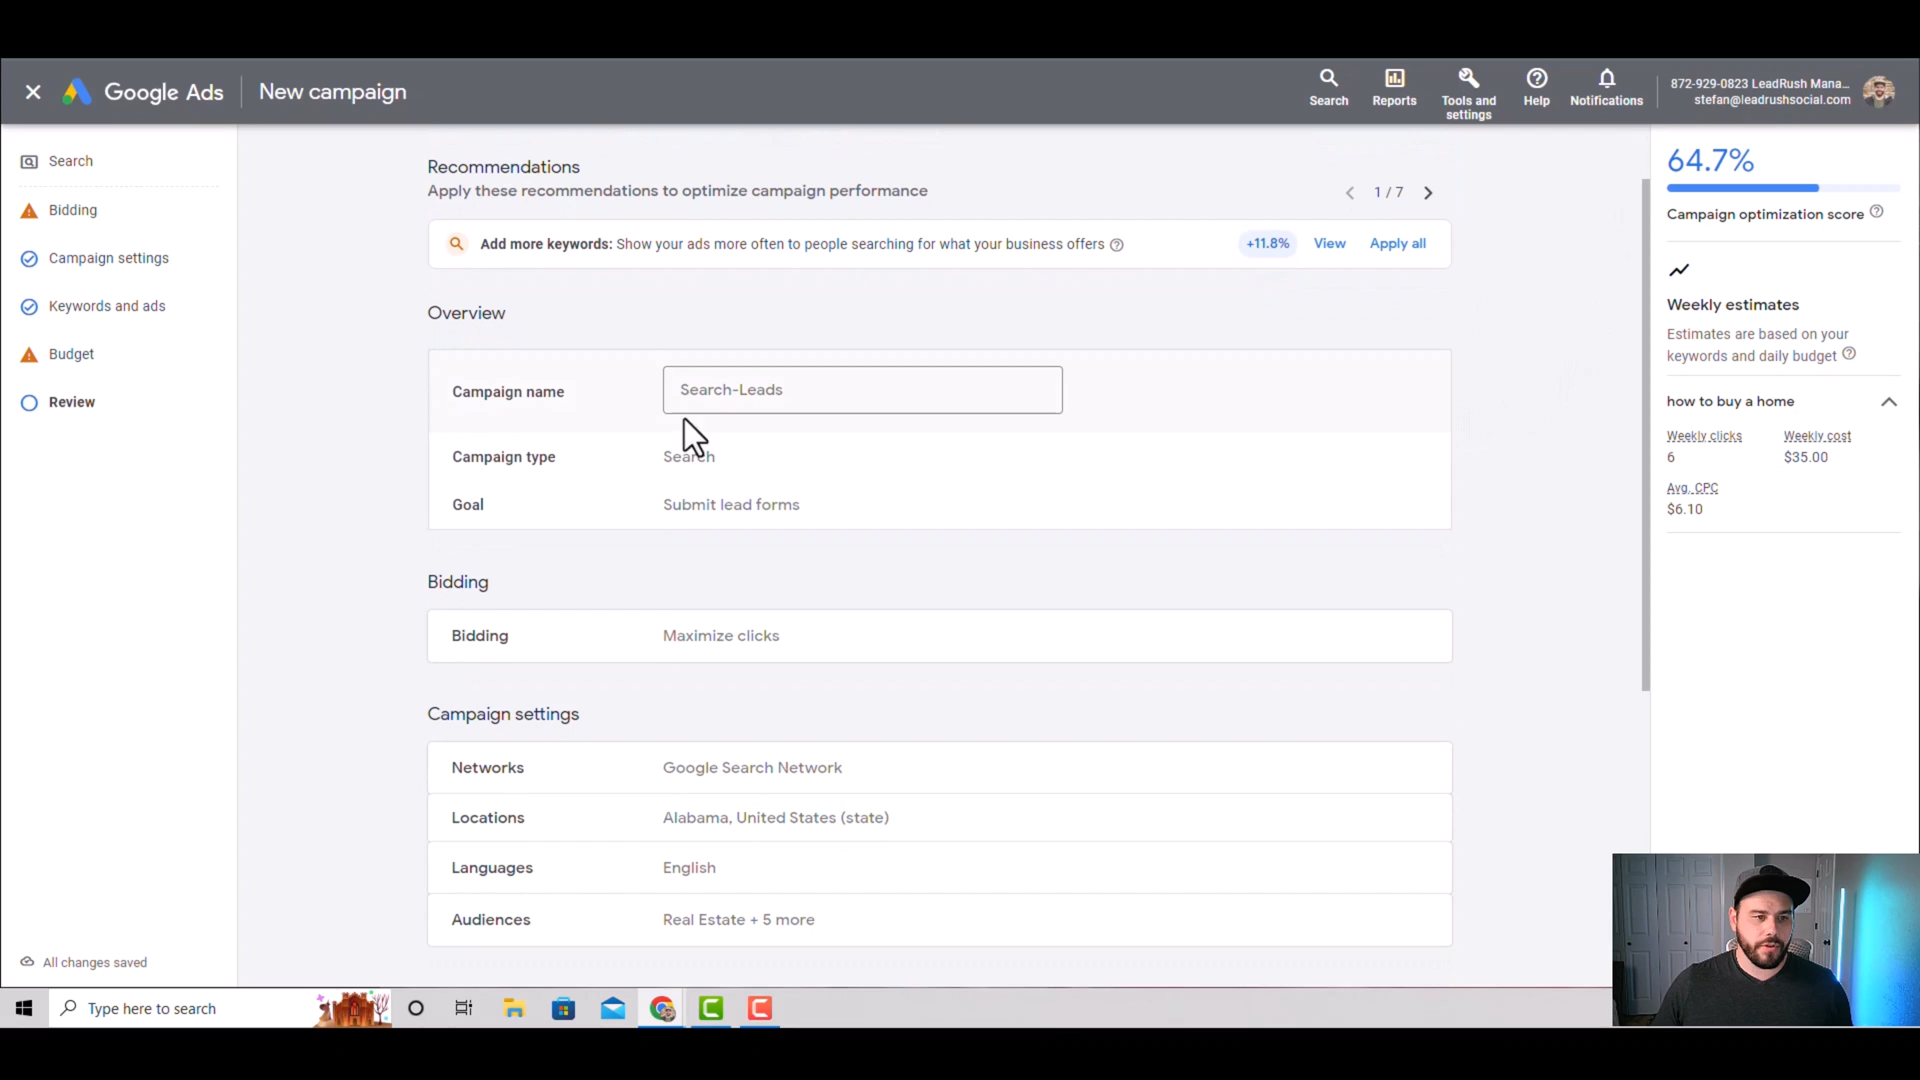 Google Ads
New campaign
Search
Reports
Tools and
settings
Help
Notifications
872-929-0823 LeadRush Mana...
stefan@leadrushsocial.com
Search
Bidding
Campaign settings
Keywords and ads
Budget
Review
All changes saved
Recommendations
Apply these recommendations to optimize campaign performance
1 / 7
Add more keywords: Show your ads more often to people searching for what your business offers
+11.8%
View
Apply all
Overview
Campaign name
Search-Leads
Campaign type
Search
Goal
Submit lead forms
Bidding
Bidding
Maximize clicks
Campaign settings
Networks
Google Search Network
Locations
Alabama, United States (state)
Languages
English
Audiences
Real Estate + 5 more
64.7%
Campaign optimization score
Weekly estimates
Estimates are based on your
keywords and daily budget
how to buy a home
Weekly clicks
Weekly cost
6
$35.00
Avg. CPC
$6.10
Type here to search